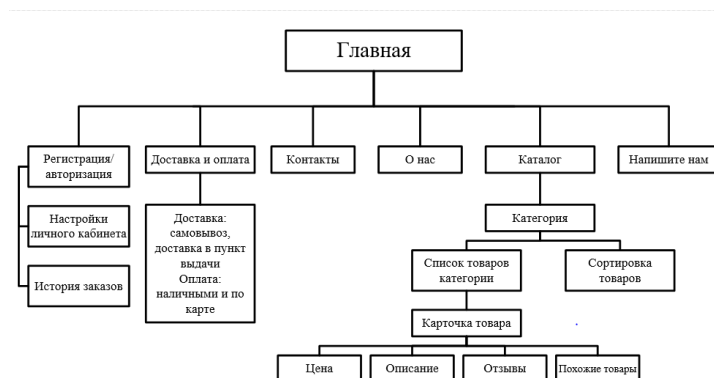 Главная
Регистрация/
авторизация
Доставка и оплата
Контакты
О нас
Каталог
Напишите нам
Настройки
личного кабинета
Доставка:
самовывоз,
доставка в пункт
выдачи
Оплата:
наличными и по
карте
Категория
История заказов
Список товаров
категории
Сортировка
товаров
Карточка товара
Цена
Описание
Отзывы
Похожие товары